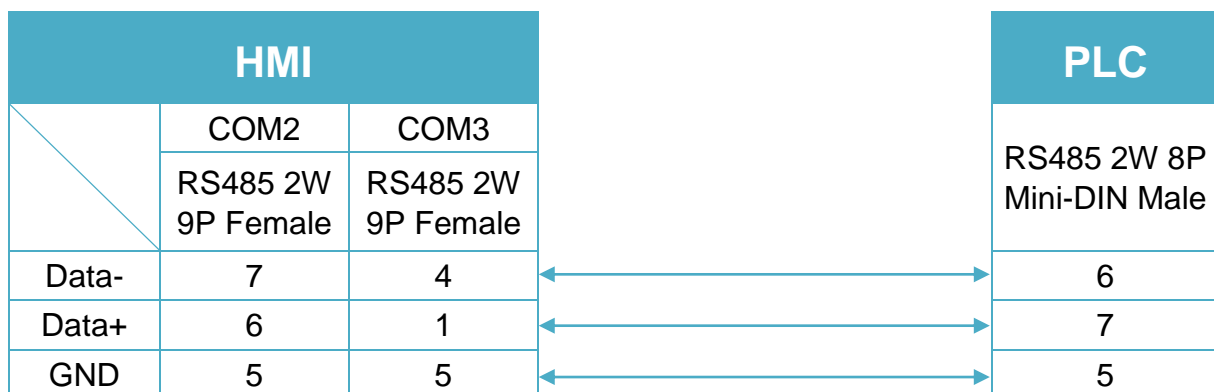 HMI PLC
COM2 COM3
RS485 2W RS485 2W RS485 2W 8P
9P Female 9P Female Mini-DIN Male
Data- 7 4 6
Data+ 6 1 7
GND 5 5 5